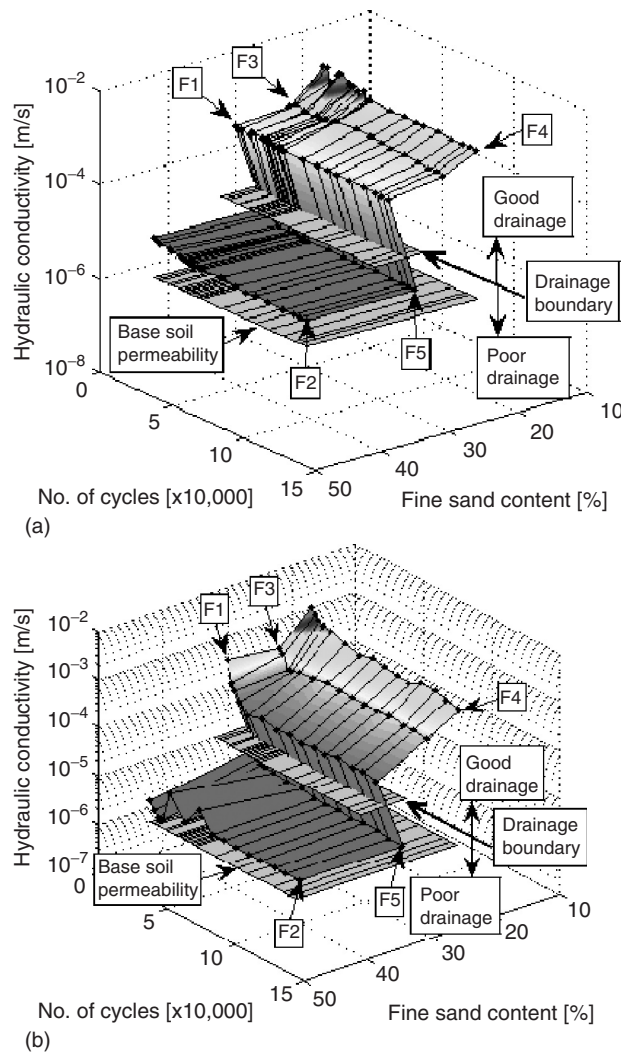 F3
F1
10⁻²
10⁻⁴
10⁻⁶
10⁻⁸
Hydraulic conductivity [m/s]
F4
Good
drainage
Drainage
boundary
Base soil
permeability
F2
F5
Poor
drainage
0
5
10
15
50
40
30
20
10
No. of cycles [x10,000]
Fine sand content [%]
(a)
F3
F1
10⁻²
10⁻³
10⁻⁴
10⁻⁵
10⁻⁶
10⁻⁷
Hydraulic conductivity [m/s]
F4
Good
drainage
Drainage
boundary
Base soil
permeability
F2
F5
Poor
drainage
0
5
10
15
50
40
30
20
10
No. of cycles [x10,000]
Fine sand content [%]
(b)